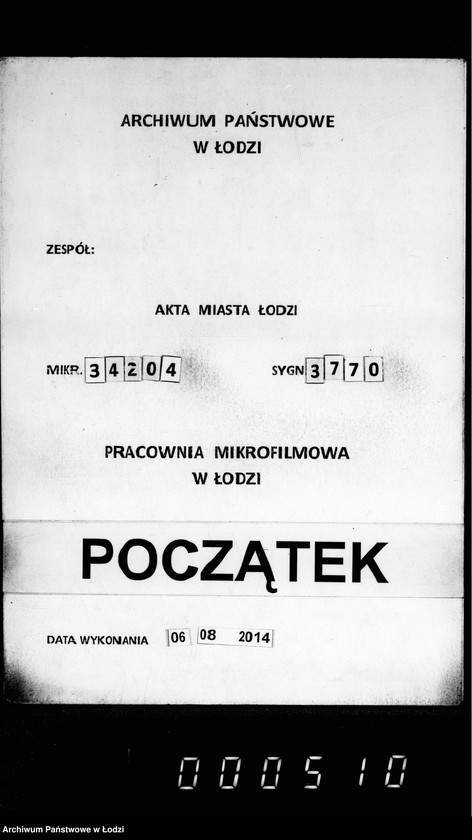 ARCHIWUM PAŃSTWOWE
W ŁODZI
ZESPÓŁ:
AKTA MIASTA ŁODZI
MIKR. 34204 SYGN 3770
PRACOWNIA MIKROFILMOWA
W ŁODZI
POCZĄTEK
DATA WYKONANIA 06 08 2014
000510
Archiwum Państwowe w Łodzi